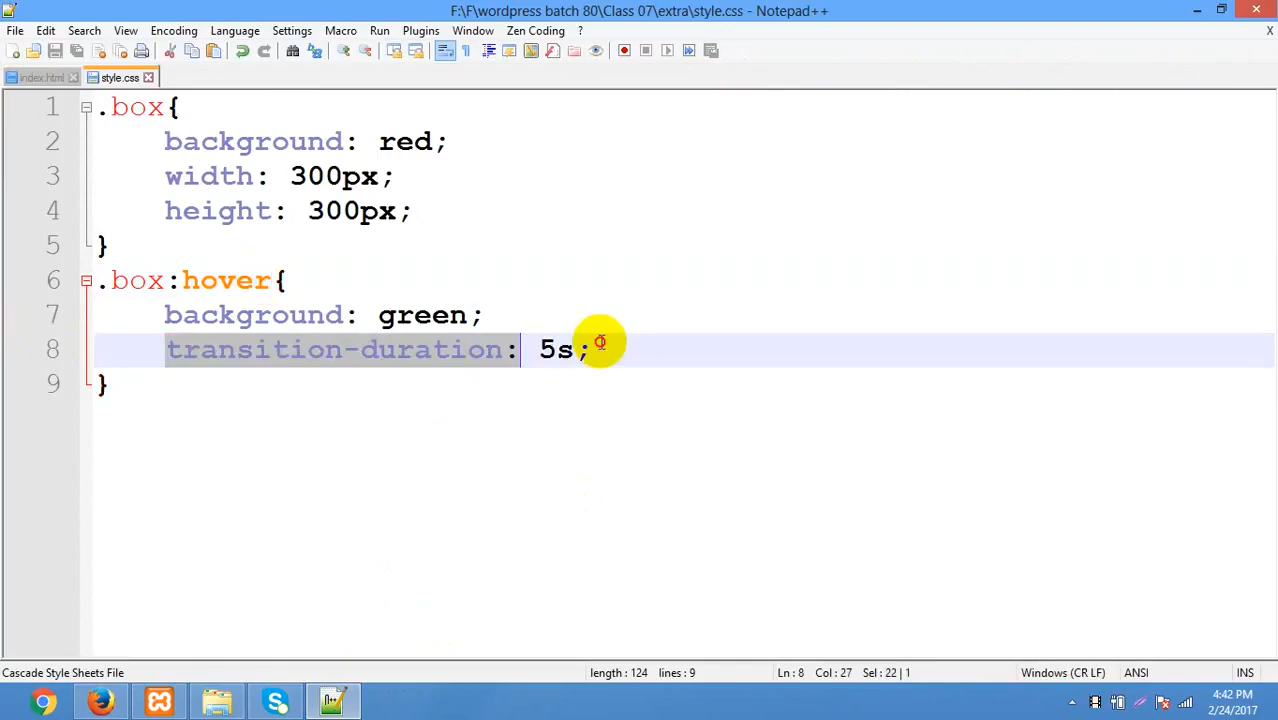 F:\F\wordpress batch 80\Class 07\extra\style.css - Notepad++
File Edit Search View Encoding Language Settings Macro Run Plugins Window Zen Coding ? X
index.html style.css
1 .box{
2 background: red;
3 width: 300px;
4 height: 300px;
5 }
6 .box:hover{
7 background: green;
8 transition-duration: 5s;
9 }
Cascade Style Sheets File length : 124 lines : 9 Ln : 8 Col : 27 Sel : 22 | 1 Windows (CR LF) ANSI INS
4:42 PM
2/24/2017